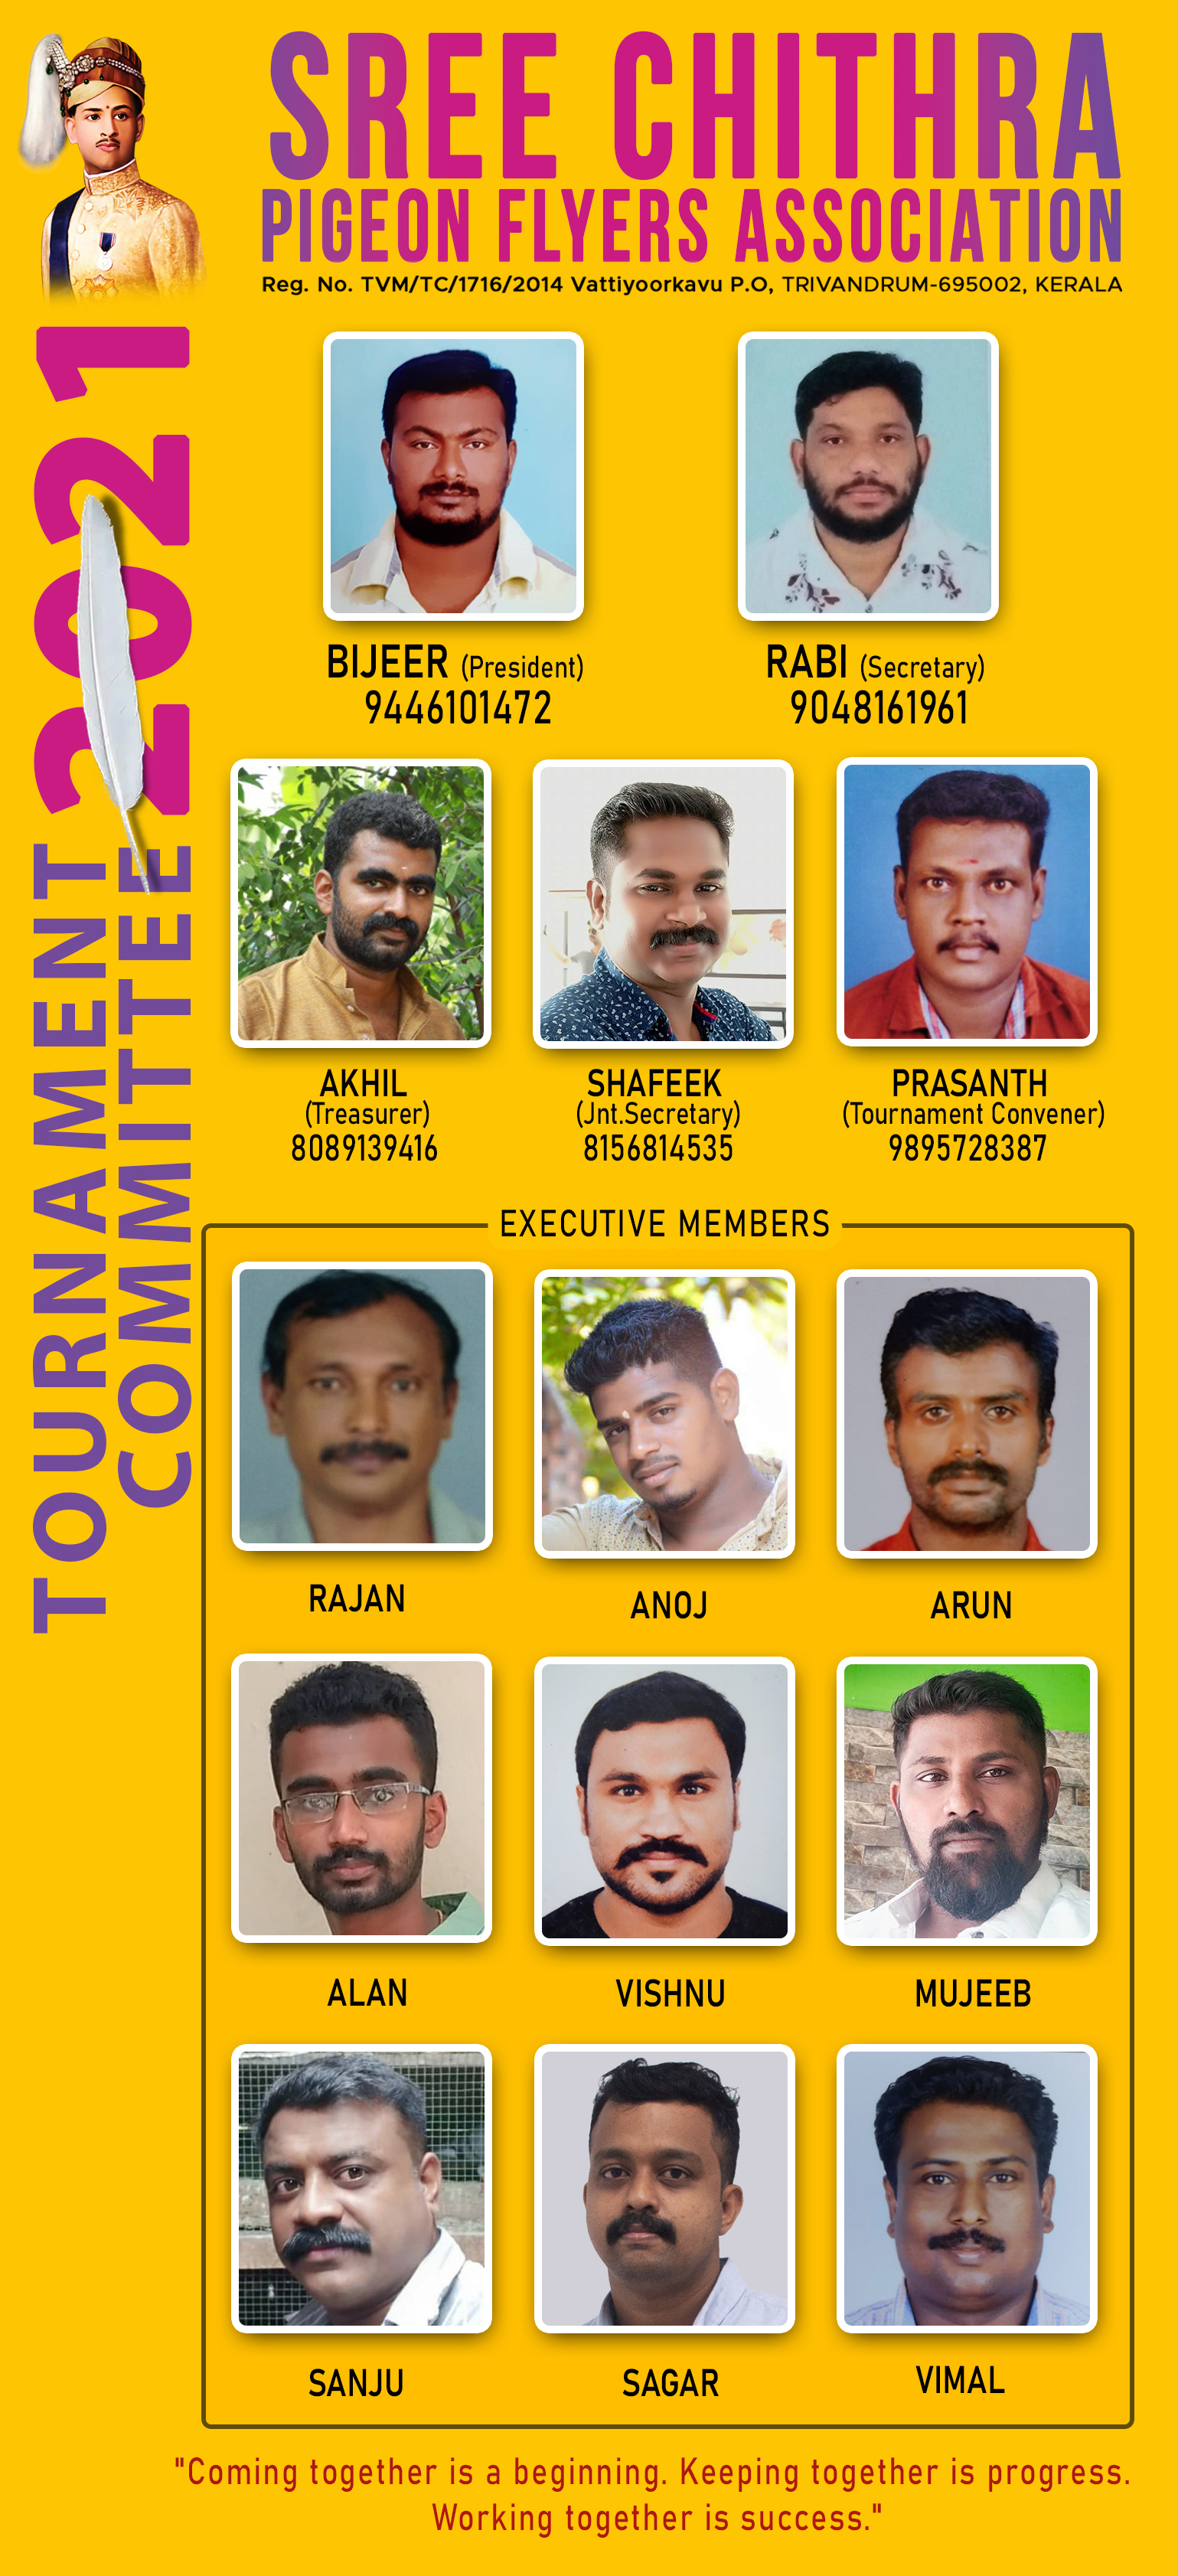 SREE CHITHRA
PIGEON FLYERS ASSOCIATION
Reg. No. TVM/TC/1716/2014 Vattiyoorkavu P.O, TRIVANDRUM-695002, KERALA
TOURNAMENT
COMMITTEE
2021
BIJEER (President)
9446101472
RABI (Secretary)
9048161961
AKHIL
(Treasurer)
8089139416
SHAFEEK
(Jnt.Secretary)
8156814535
PRASANTH
(Tournament Convener)
9895728387
EXECUTIVE MEMBERS
RAJAN
ANOJ
ARUN
ALAN
VISHNU
MUJEEB
SANJU
SAGAR
VIMAL
"Coming together is a beginning. Keeping together is progress.
Working together is success."